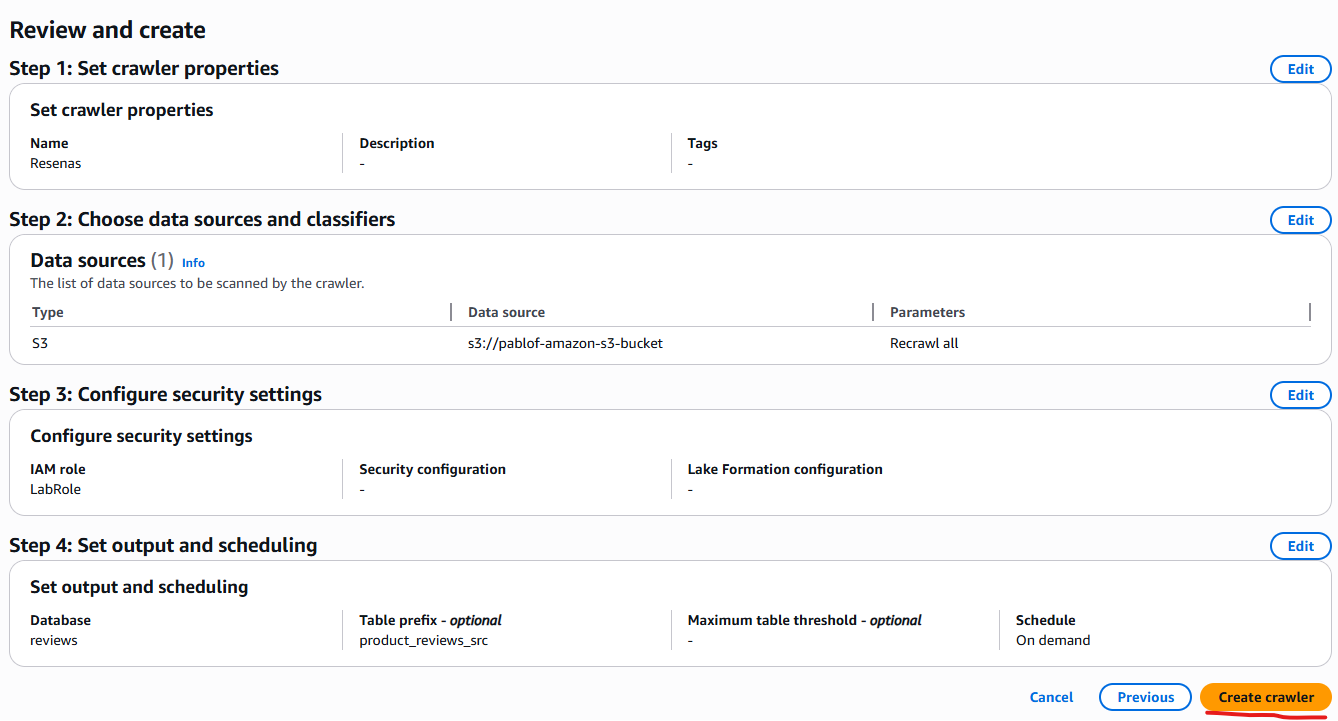 Review and create
Step 1: Set crawler properties
Edit
Set crawler properties
Name
Description
Tags
Resenas
-
-
Step 2: Choose data sources and classifiers
Edit
Data sources (1) Info
The list of data sources to be scanned by the crawler.
Type
Data source
Parameters
S3
s3://pablof-amazon-s3-bucket
Recrawl all
Step 3: Configure security settings
Edit
Configure security settings
IAM role
Security configuration
Lake Formation configuration
LabRole
-
-
Step 4: Set output and scheduling
Edit
Set output and scheduling
Database
Table prefix - optional
Maximum table threshold - optional
Schedule
reviews
product_reviews_src
-
On demand
Cancel
Previous
Create crawler